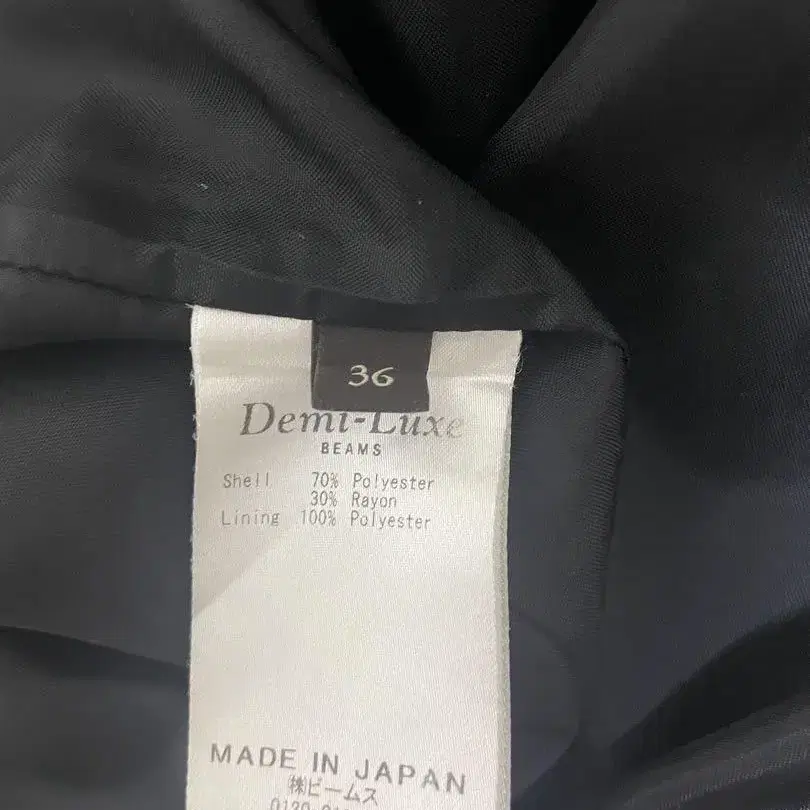 36
Demi-Luxe
BEAMS
Shell 70% Polyester
30% Rayon
Lining 100% Polyester
MADE IN JAPAN
㈱ビームス